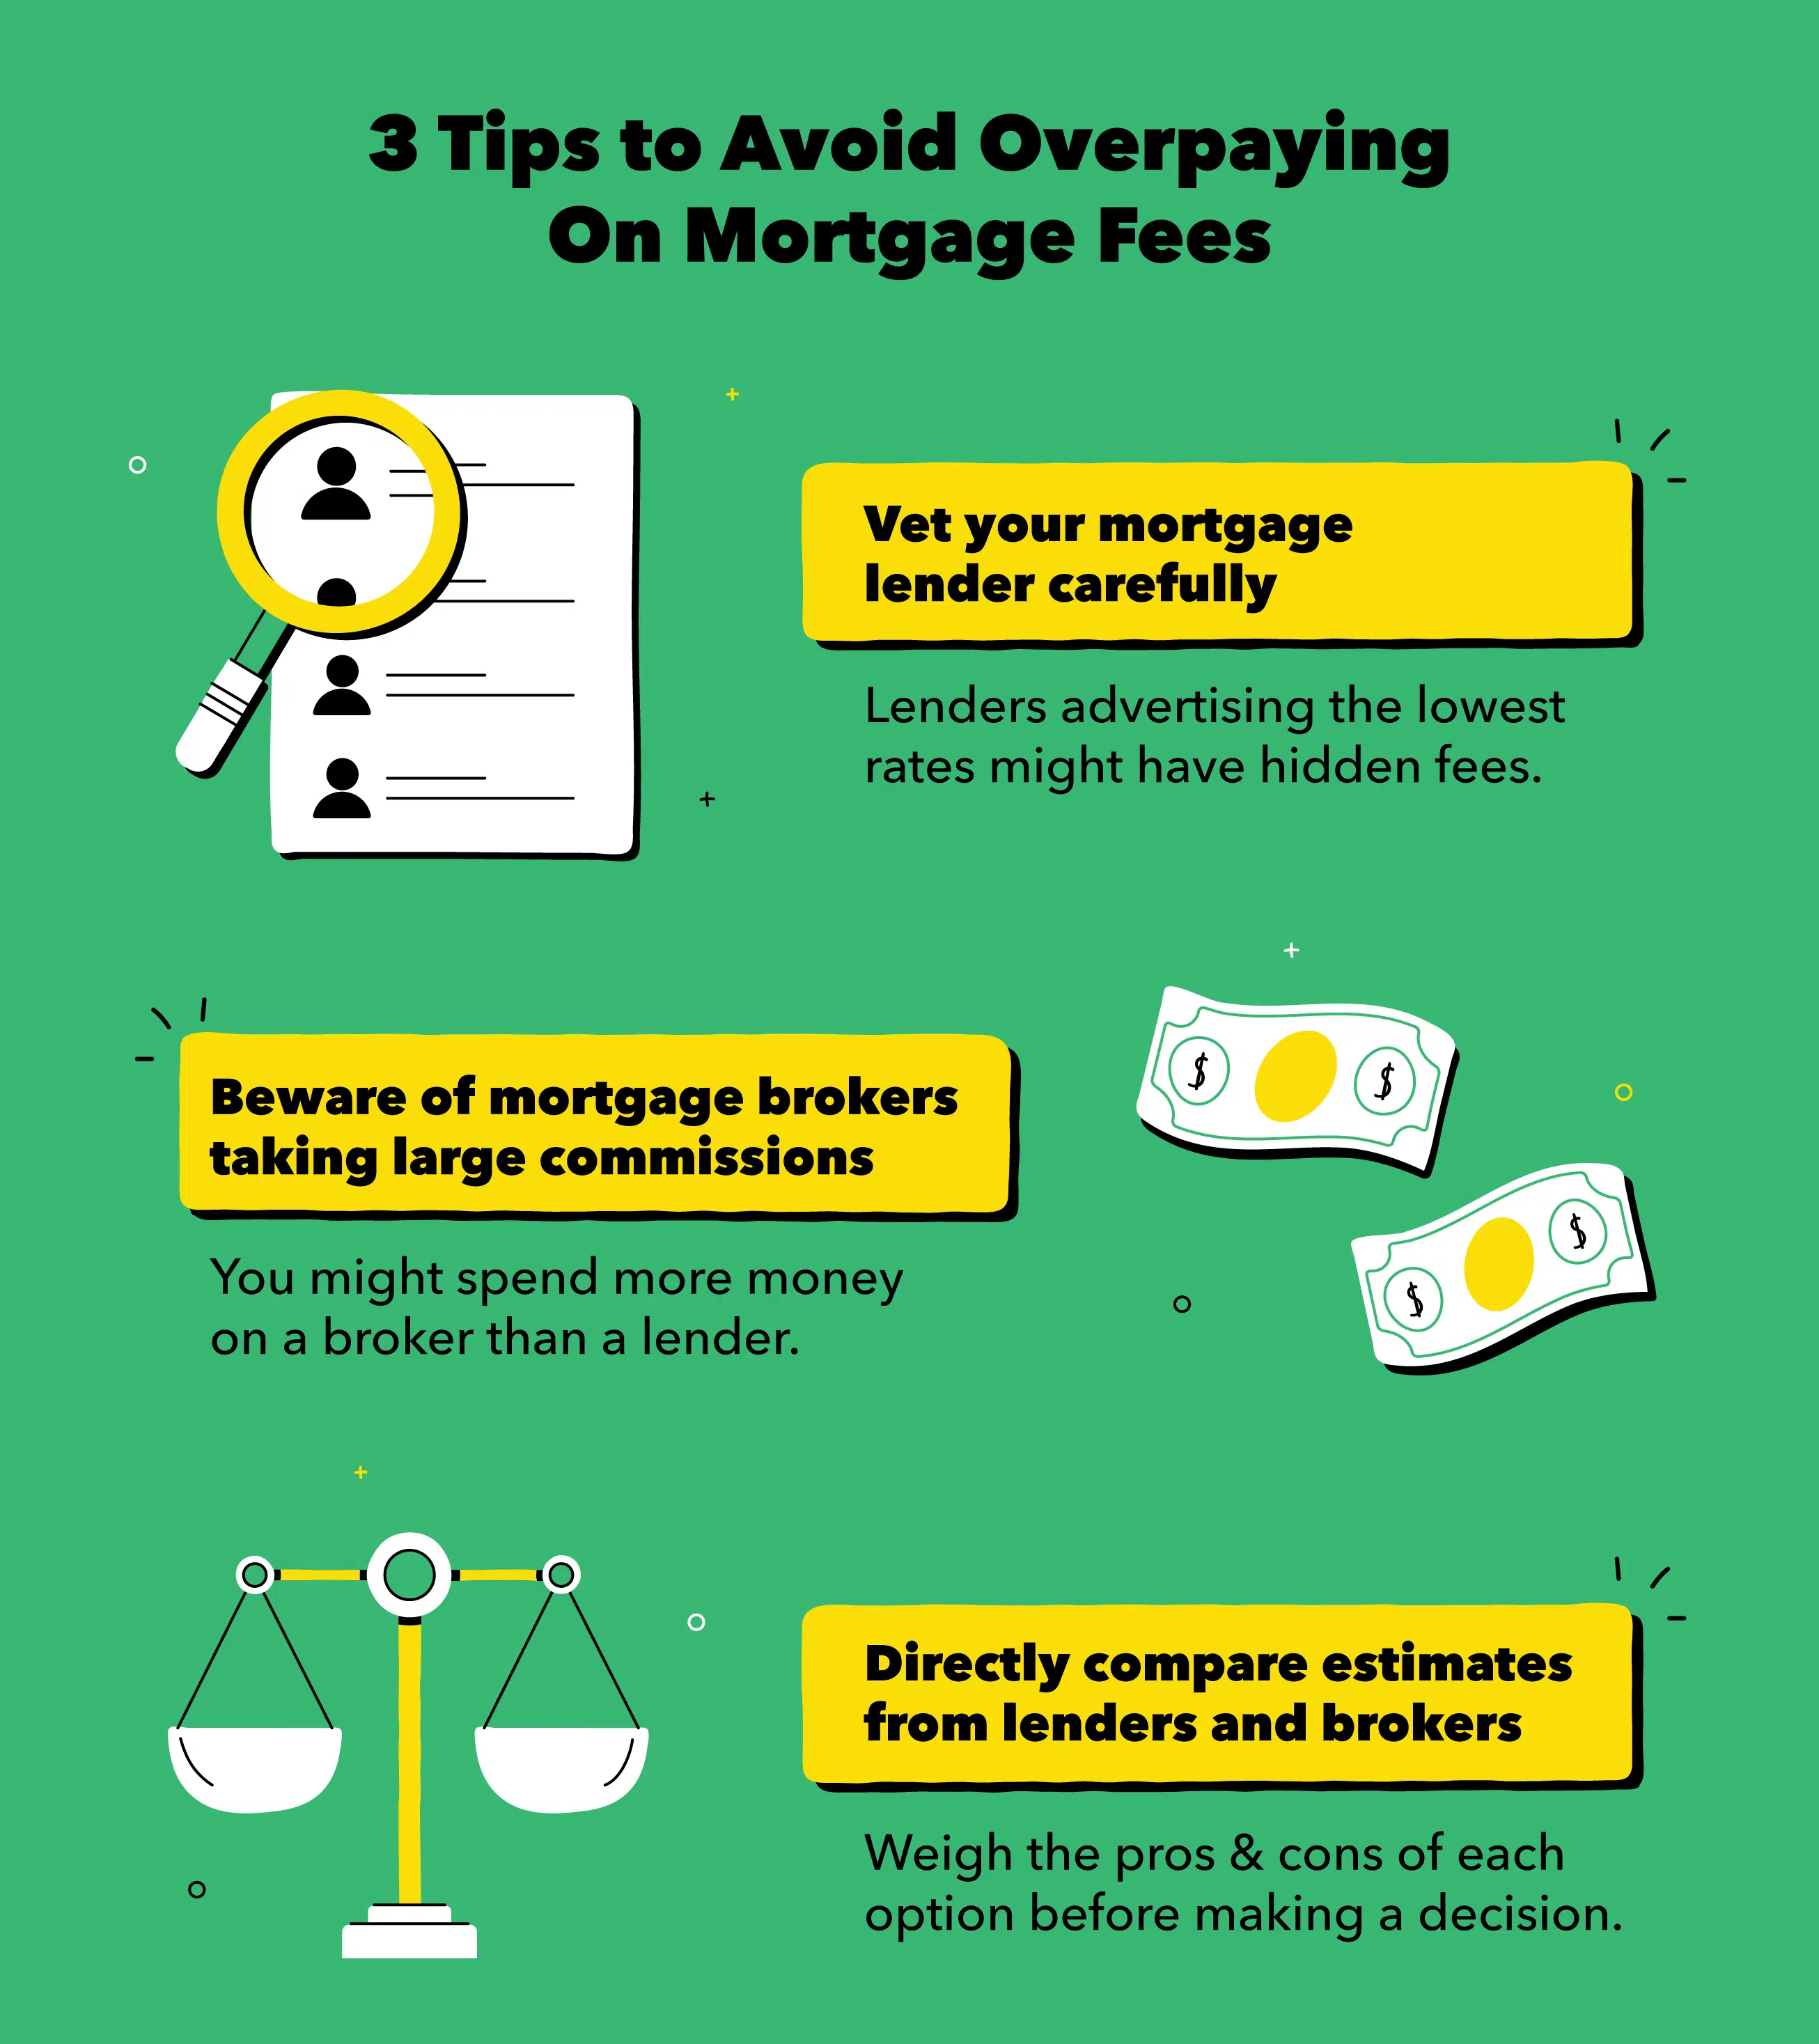 3 Tips to Avoid Overpaying
On Mortgage Fees
Vet your mortgage
lender carefully
Lenders advertising the lowest
rates might have hidden fees.
Beware of mortgage brokers
taking large commissions
You might spend more money
on a broker than a lender.
$ $
$ $
Directly compare estimates
from lenders and brokers
Weigh the pros & cons of each
option before making a decision.